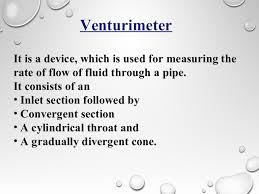 Venturimeter
It is a device, which is used for measuring the
rate of flow of fluid through a pipe.
It consists of an
• Inlet section followed by
• Convergent section
• A cylindrical throat and
• A gradually divergent cone.